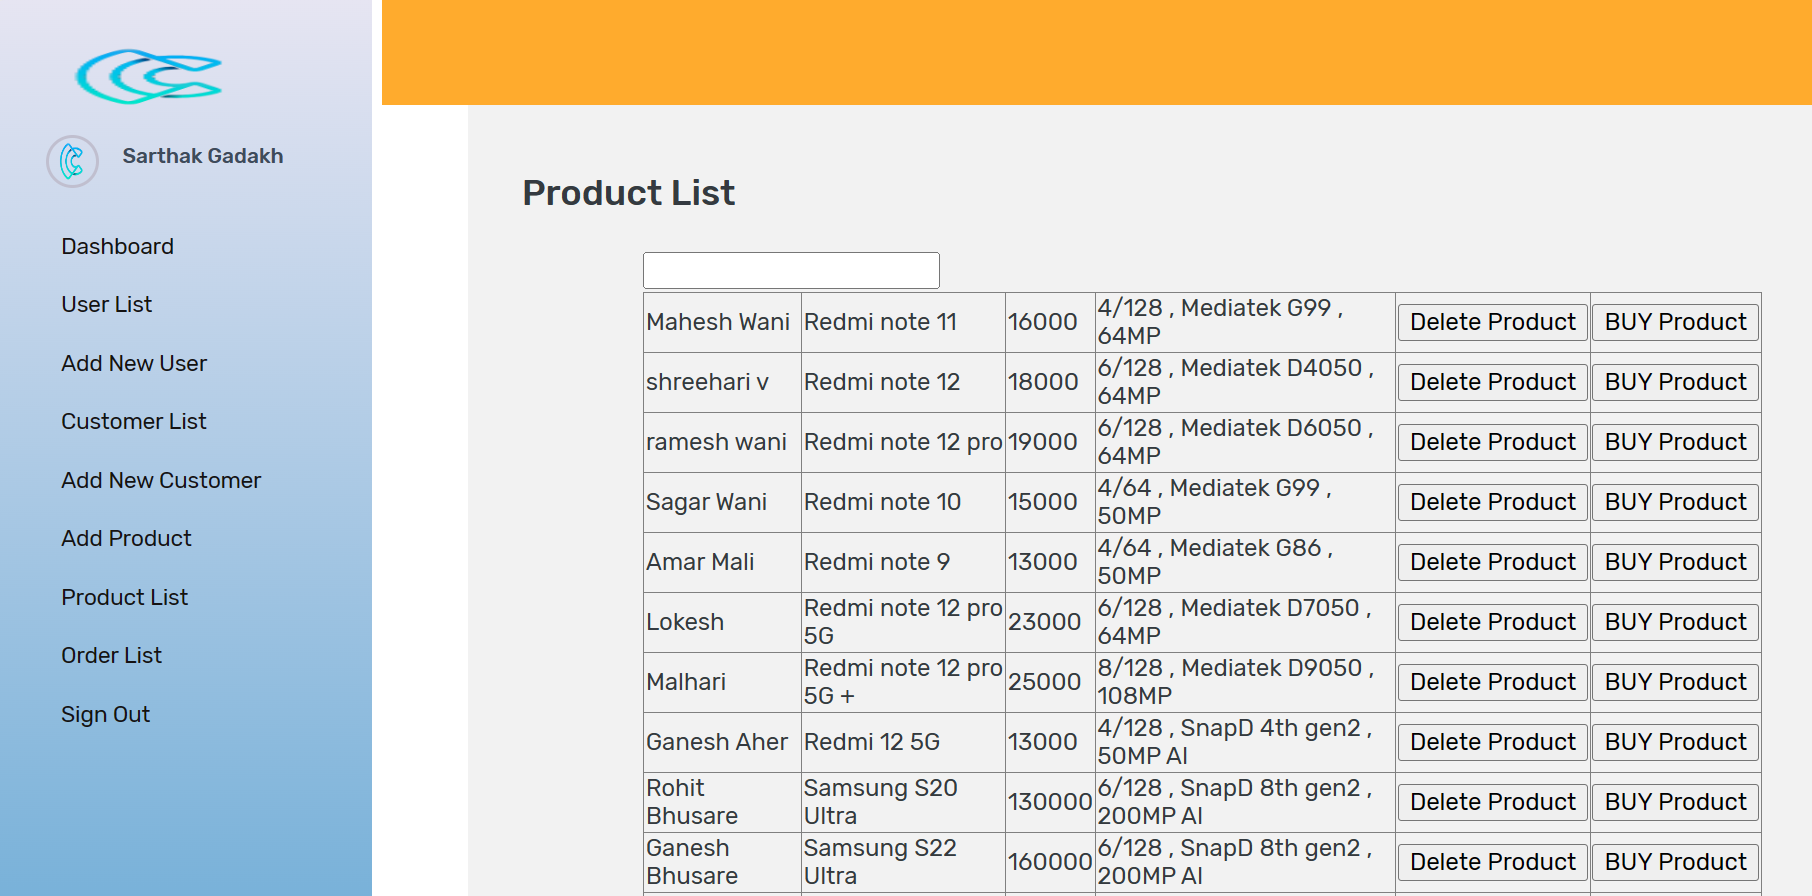 Sarthak Gadakh
Dashboard
User List
Add New User
Customer List
Add New Customer
Add Product
Product List
Order List
Sign Out
Product List
Mahesh Wani Redmi note 11 16000 4/128 , Mediatek G99 ,
64MP Delete Product BUY Product
shreehari v Redmi note 12 18000 6/128 , Mediatek D4050 ,
64MP Delete Product BUY Product
ramesh wani Redmi note 12 pro 19000 6/128 , Mediatek D6050 ,
64MP Delete Product BUY Product
Sagar Wani Redmi note 10 15000 4/64 , Mediatek G99 ,
50MP Delete Product BUY Product
Amar Mali Redmi note 9 13000 4/64 , Mediatek G86 ,
50MP Delete Product BUY Product
Lokesh Redmi note 12 pro
5G 23000 6/128 , Mediatek D7050 ,
64MP Delete Product BUY Product
Malhari Redmi note 12 pro
5G + 25000 8/128 , Mediatek D9050 ,
108MP Delete Product BUY Product
Ganesh Aher Redmi 12 5G 13000 4/128 , SnapD 4th gen2 ,
50MP AI Delete Product BUY Product
Rohit
Bhusare Samsung S20
Ultra 130000 6/128 , SnapD 8th gen2 ,
200MP AI Delete Product BUY Product
Ganesh
Bhusare Samsung S22
Ultra 160000 6/128 , SnapD 8th gen2 ,
200MP AI Delete Product BUY Product